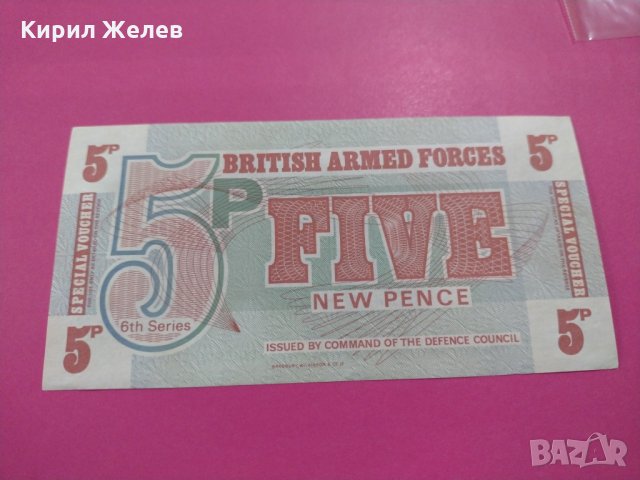 Кирил Желев
5P
BRITISH ARMED FORCES
5P
SPECIAL VOUCHER
5P
FIVE
SPECIAL VOUCHER
NEW PENCE
6th Series
5P
ISSUED BY COMMAND OF THE DEFENCE COUNCIL
5P
BAZAR